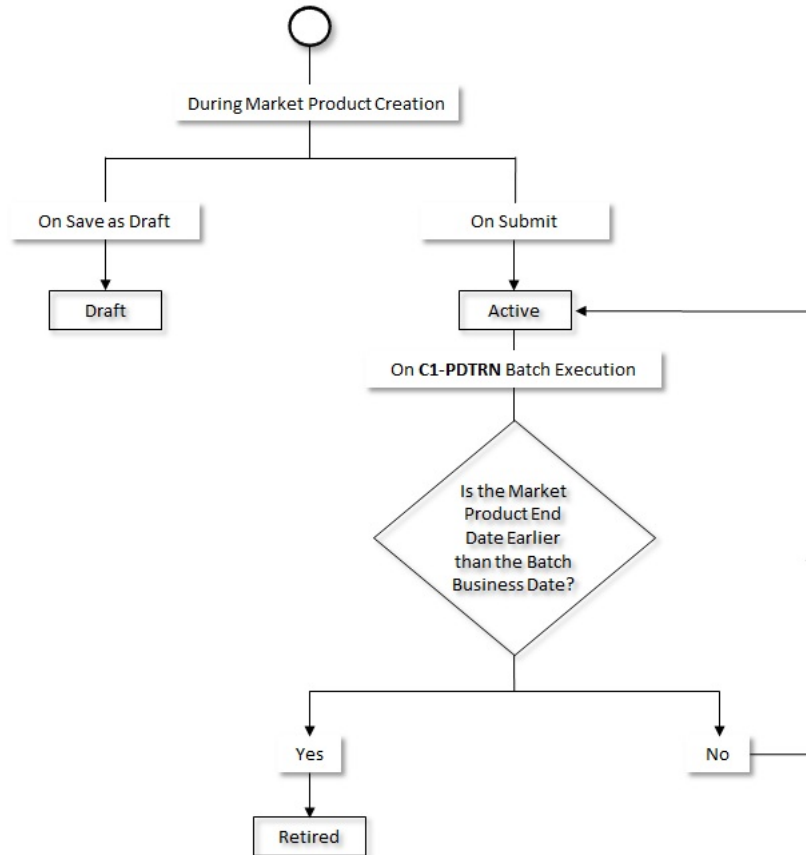 During Market Product Creation
On Save as Draft
On Submit
Draft
Active
On C1-PDTRN Batch Execution
Is the Market
Product End
Date Earlier
than the Batch
Business Date?
Yes
No
Retired